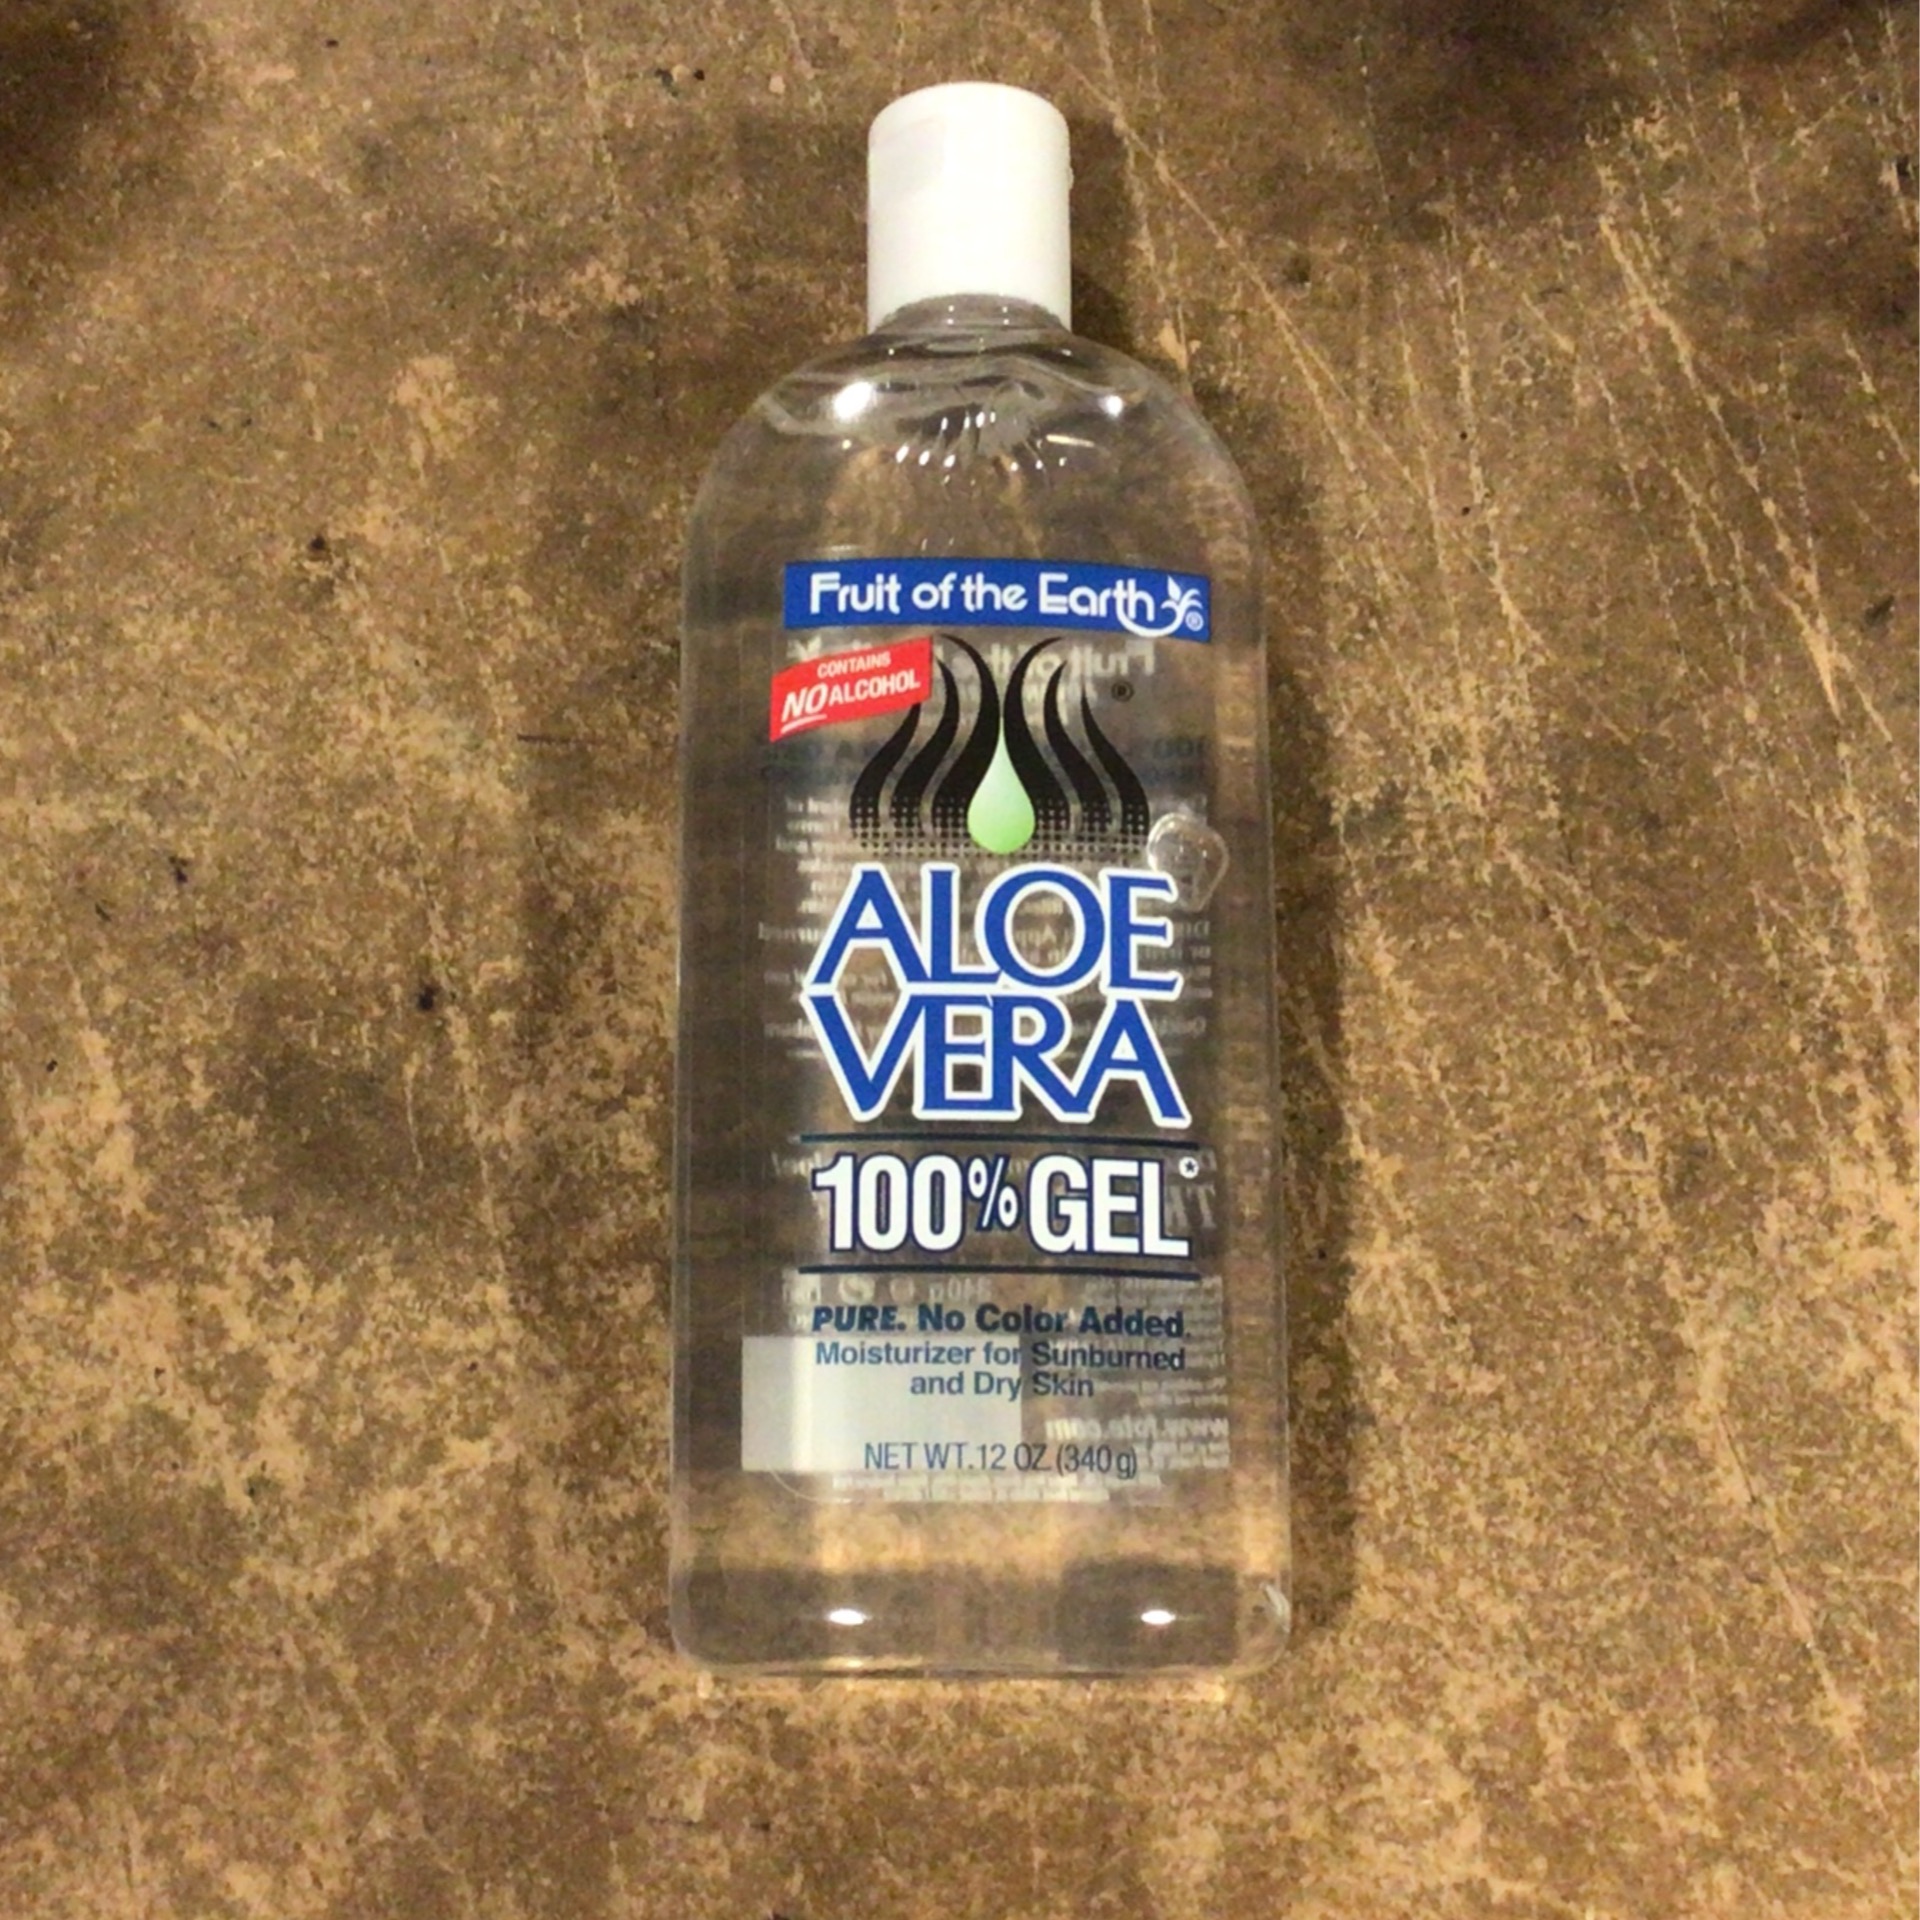 Fruit of the Earth ®
CONTAINS
NO ALCOHOL
®
ALOE
VERA
100% GEL*
PURE. No Color Added.
Moisturizer for Sunburned
and Dry Skin
NET WT. 12 OZ. (340 g)